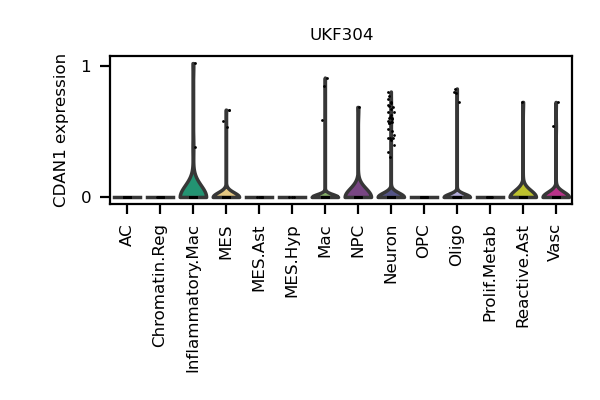 UKF304
CDAN1 expression
1
0
AC
Chromatin.Reg
Inflammatory.Mac
MES
MES.Ast
MES.Hyp
Mac
NPC
Neuron
OPC
Oligo
Prolif.Metab
Reactive.Ast
Vasc